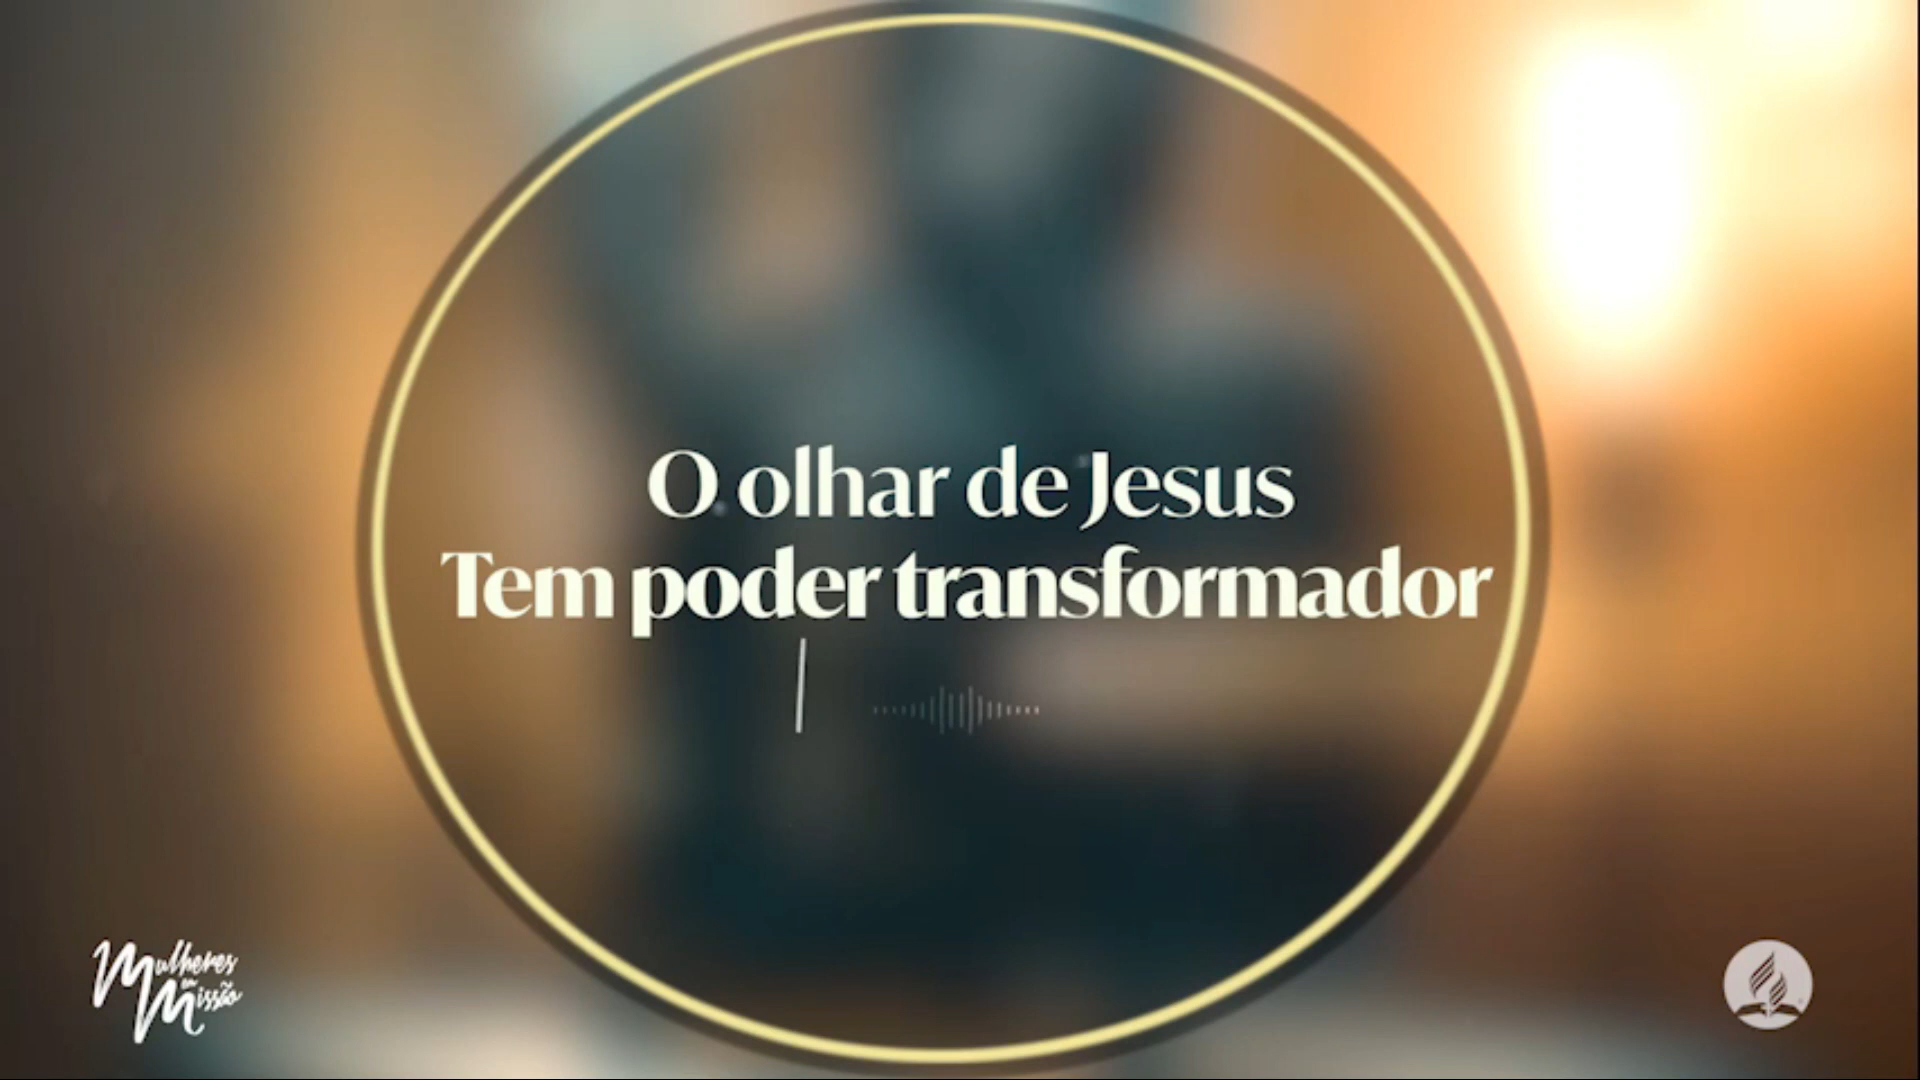 O olhar de Jesus
Tem poder transformador
Mulheres
em
Missão